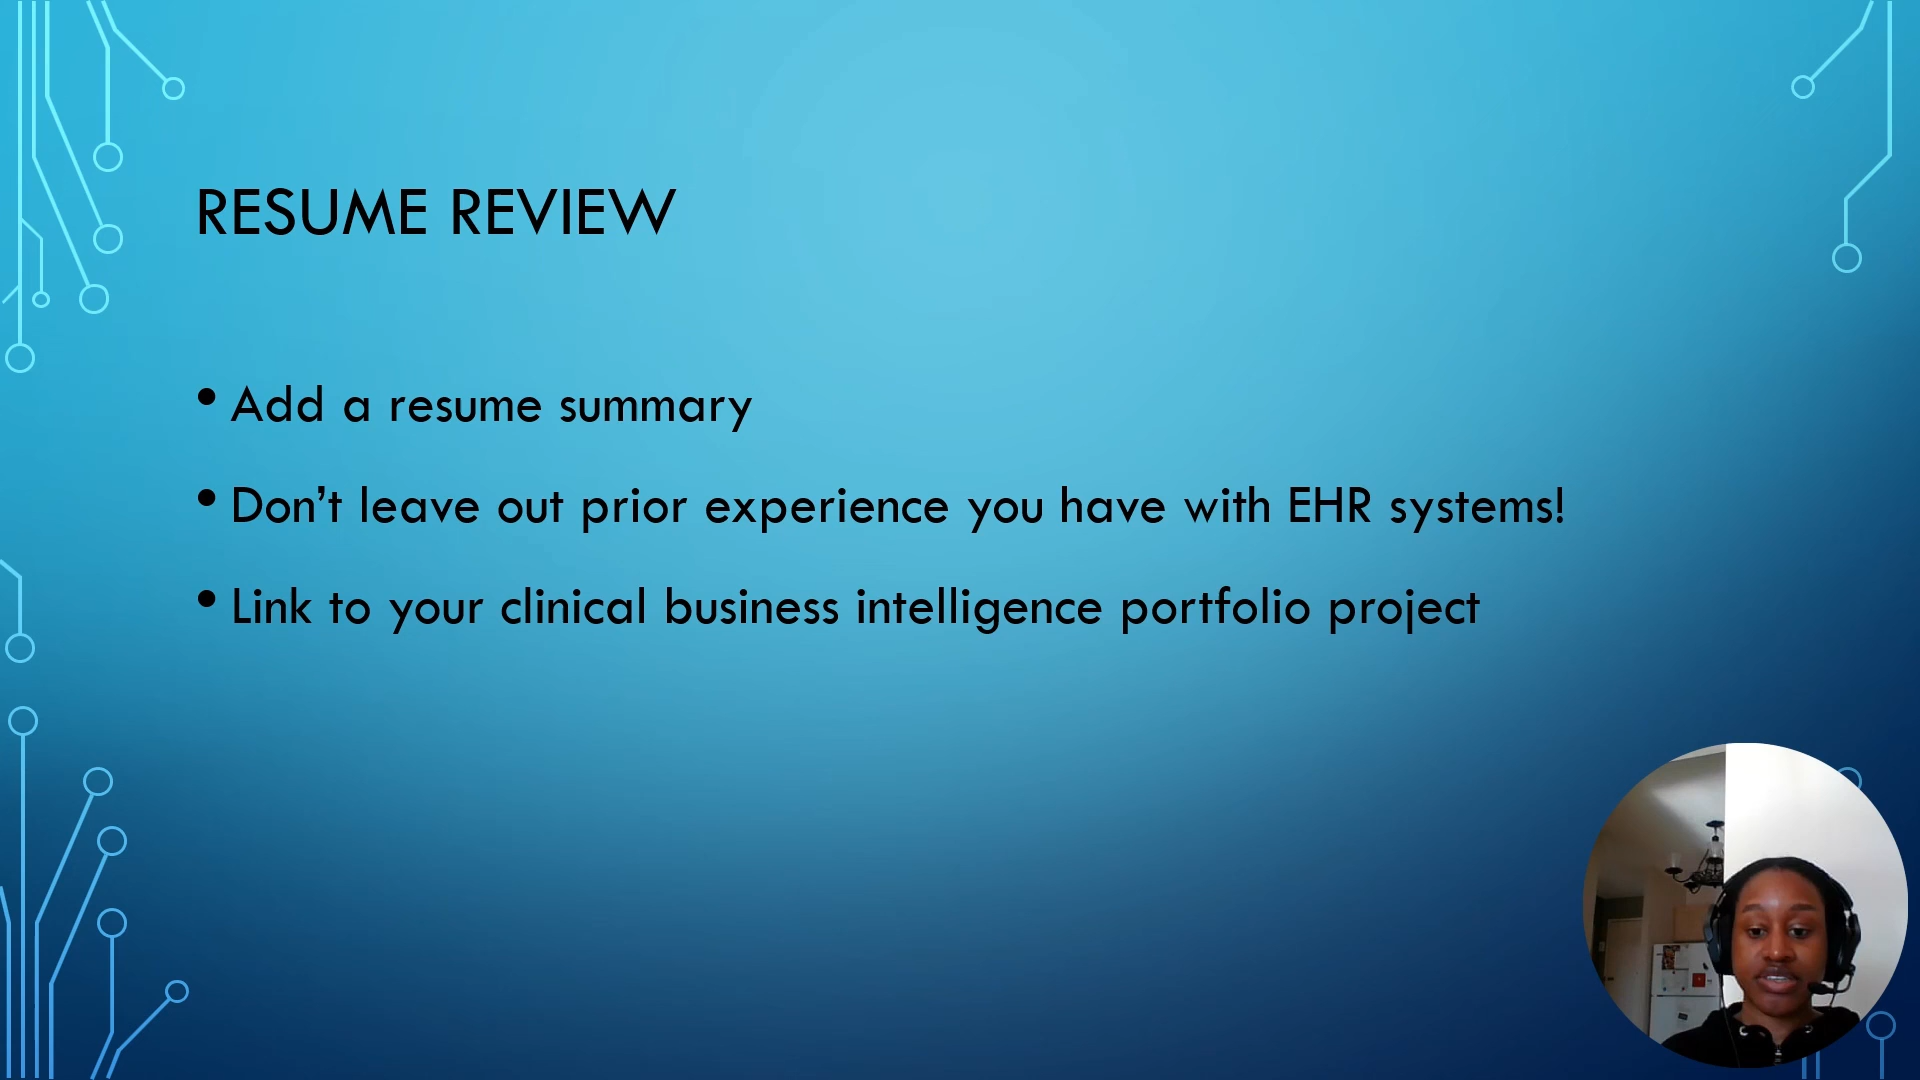 RESUME REVIEW
• Add a resume summary
• Don’t leave out prior experience you have with EHR systems!
• Link to your clinical business intelligence portfolio project